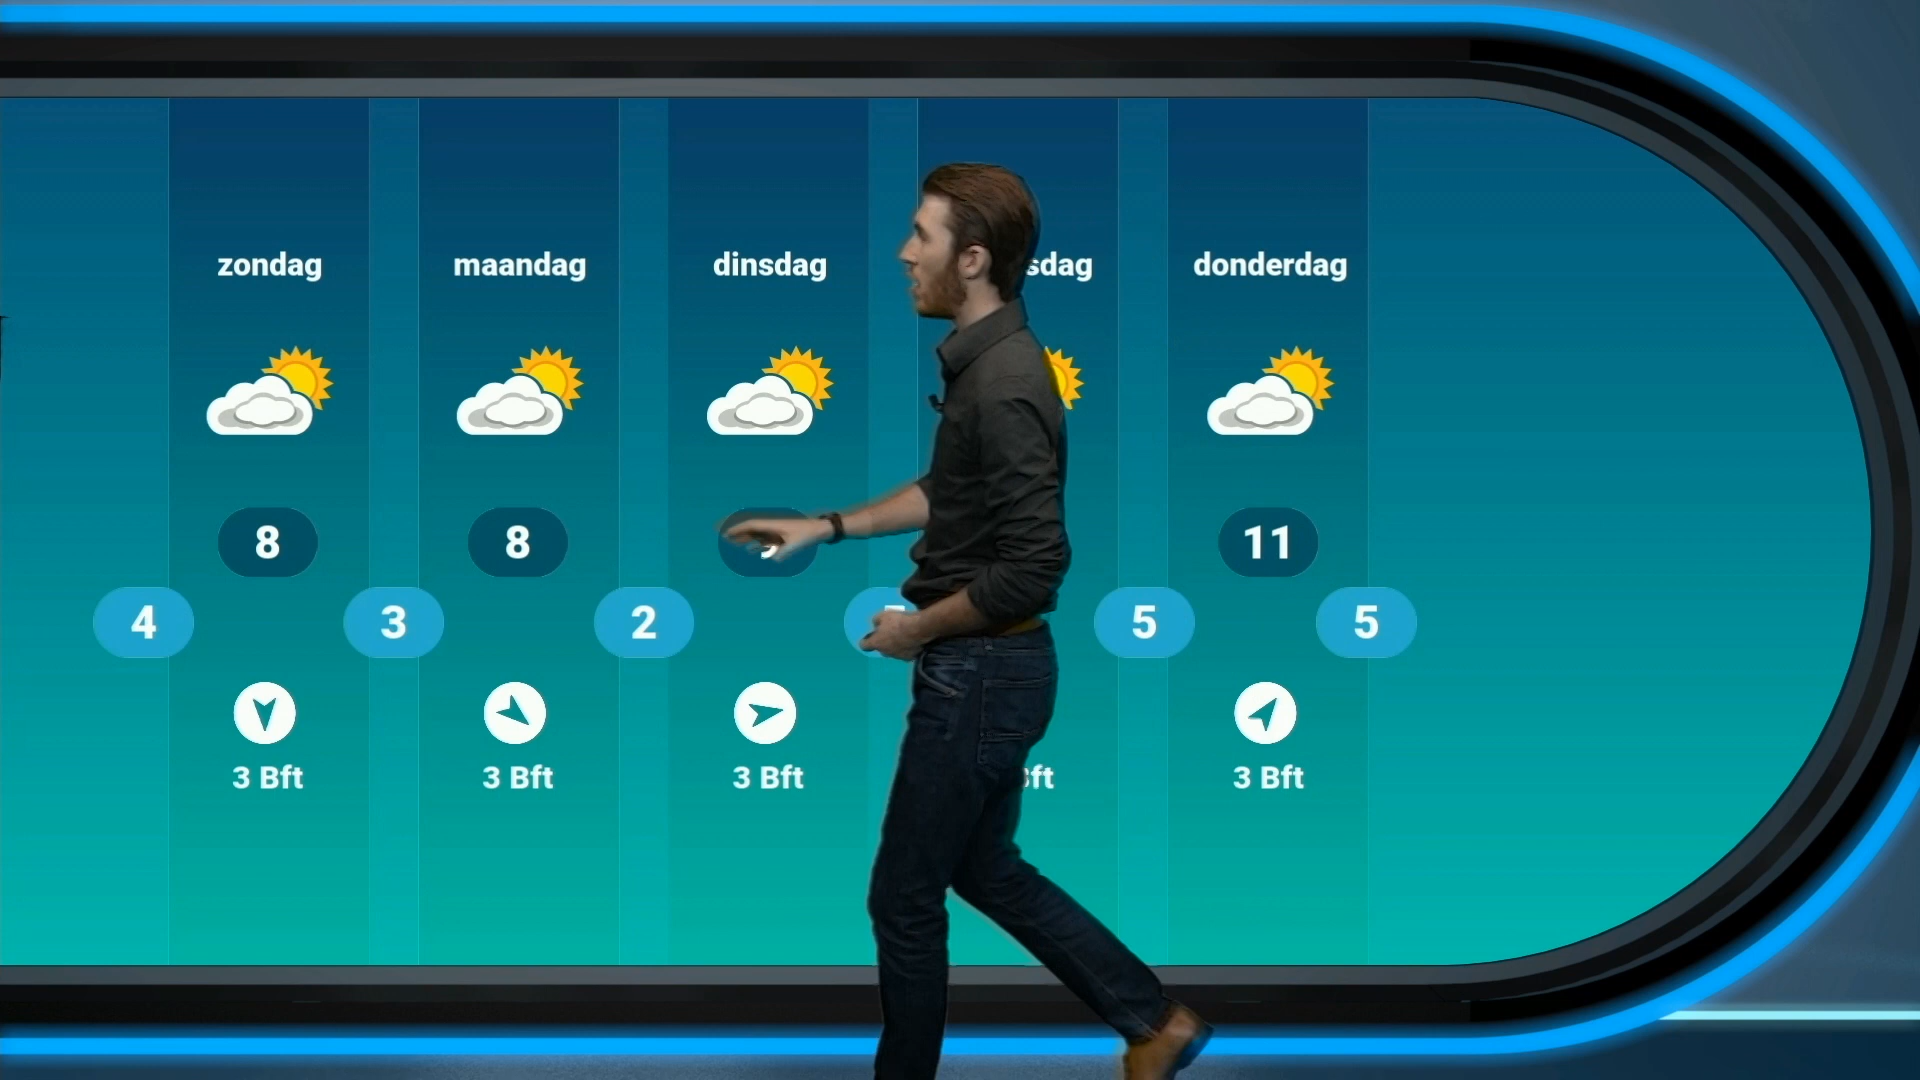 zondag maandag dinsdag sdag donderdag
8 8 11
4 3 2 5 5
3 Bft 3 Bft 3 Bft ft 3 Bft